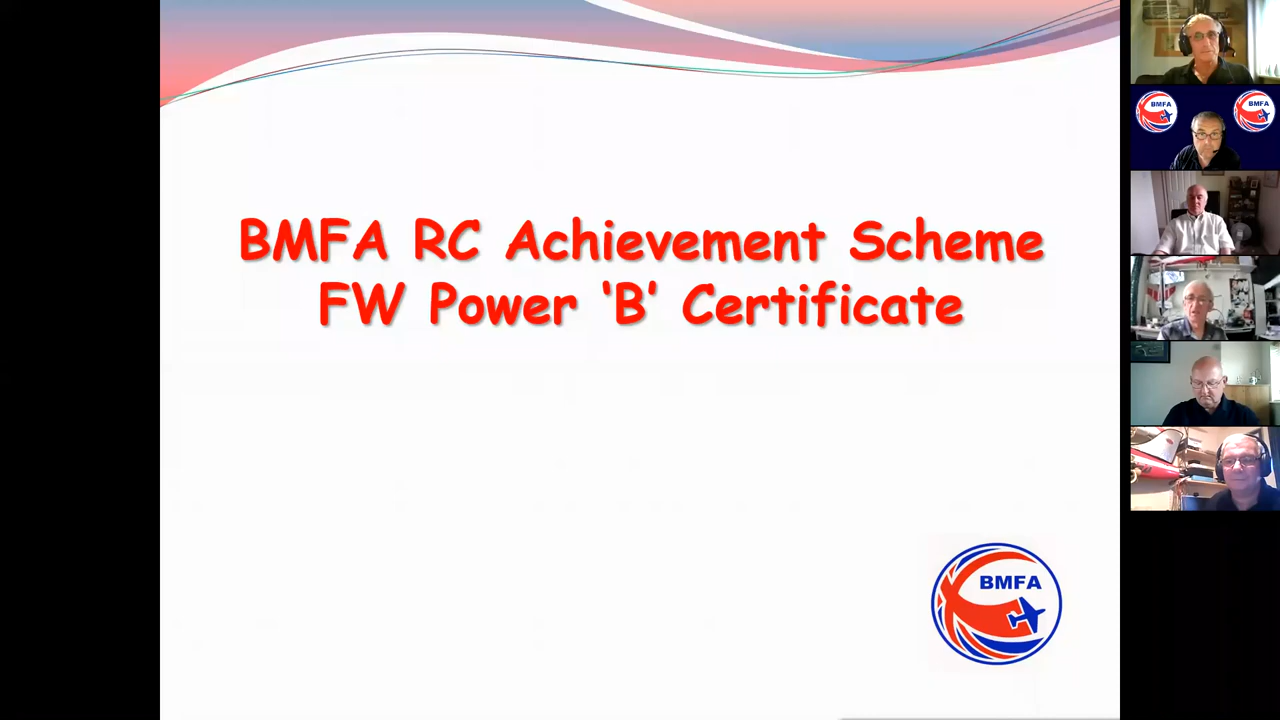 BMFA RC Achievement Scheme
FW Power ‘B’ Certificate
BMFA
BMFA
BMFA